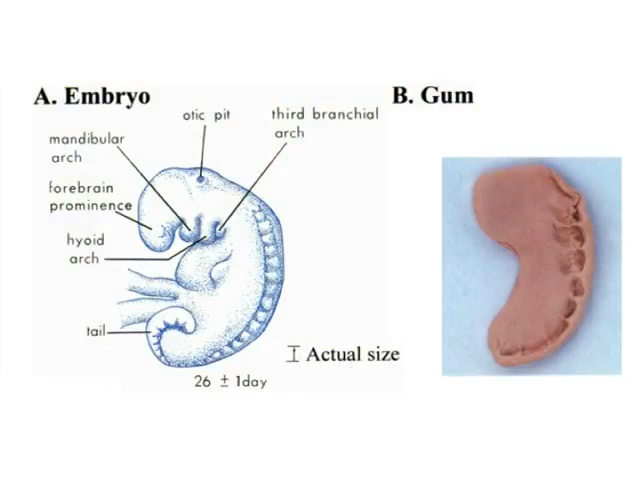 A. Embryo
B. Gum
otic pit
third branchial
arch
mandibular
arch
forebrain
prominence
hyoid
arch
tail
Actual size
26 ± 1day